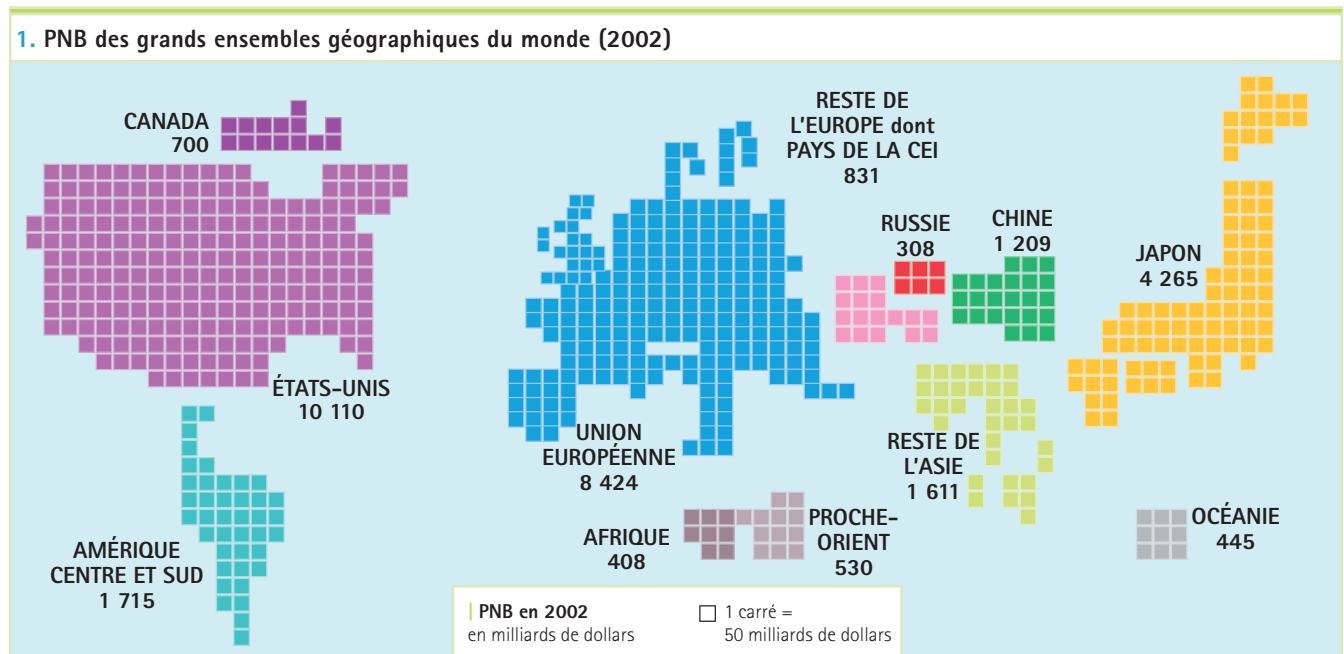 1. PNB des grands ensembles géographiques du monde (2002)
CANADA
700
RESTE DE
L'EUROPE dont
PAYS DE LA CEI
831
RUSSIE
308
CHINE
1 209
JAPON
4 265
ÉTATS-UNIS
10 110
UNION
EUROPÉENNE
8 424
RESTE DE
L'ASIE
1 611
AMÉRIQUE
CENTRE ET SUD
1 715
AFRIQUE
408
PROCHE-
ORIENT
530
OCÉANIE
445
PNB en 2002
en milliards de dollars
1 carré =
50 milliards de dollars